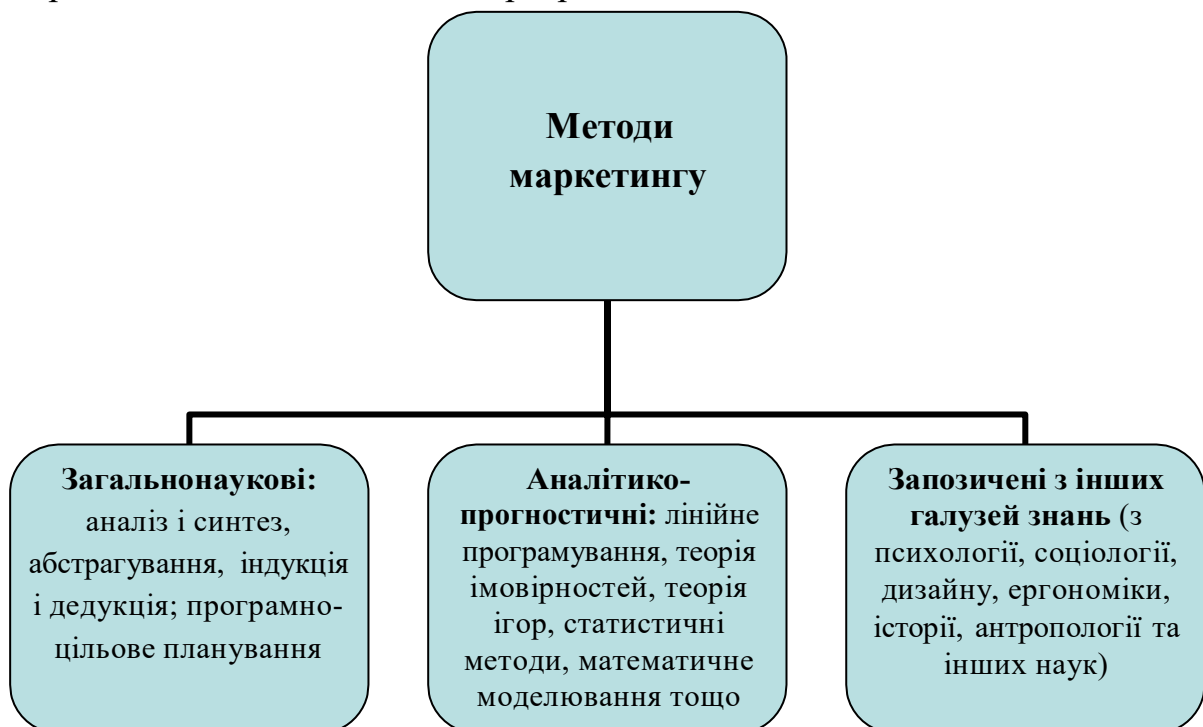 Методи
маркетингу
Загальнонаукові:
аналіз і синтез,
абстрагування, індукція
і дедукція; програмно-
цільове планування
Аналітико-
прогностичні: лінійне
програмування, теорія
імовірностей, теорія
ігор, статистичні
методи, математичне
моделювання тощо
Запозичені з інших
галузей знань (з
психології, соціології,
дизайну, ергономіки,
історії, антропології та
інших наук)